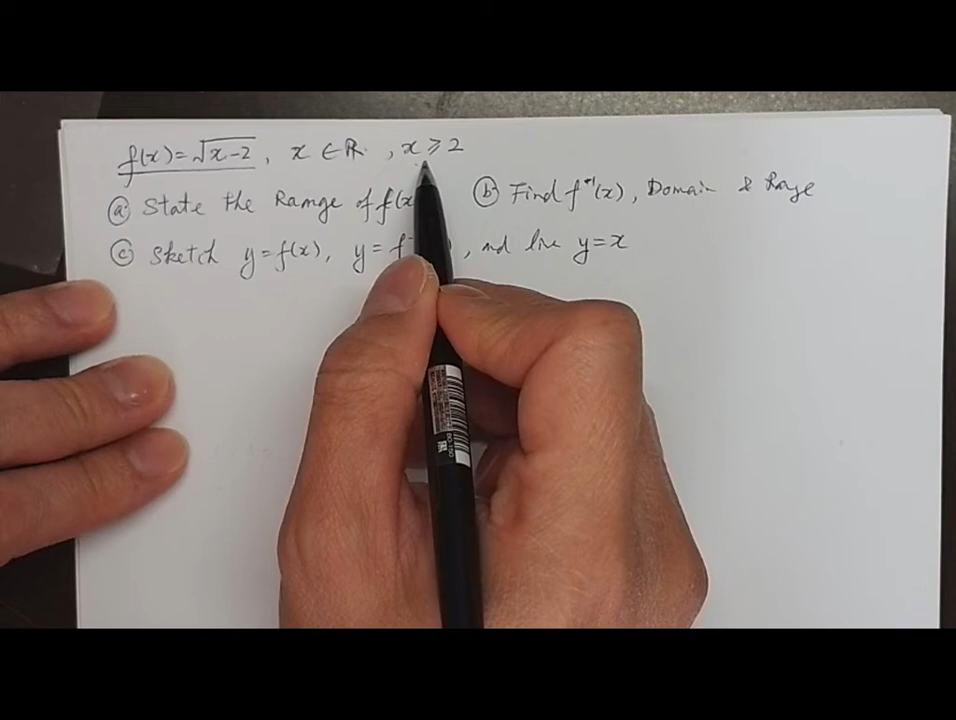 f(x)=√x-2, x ∈ ℝ, x ⩾ 2
ⓐ State the Range of f(x ⓑ Find f⁻¹(x), Domain & Range
ⓒ Sketch y=f(x), y= f⁻ ), and line y=x